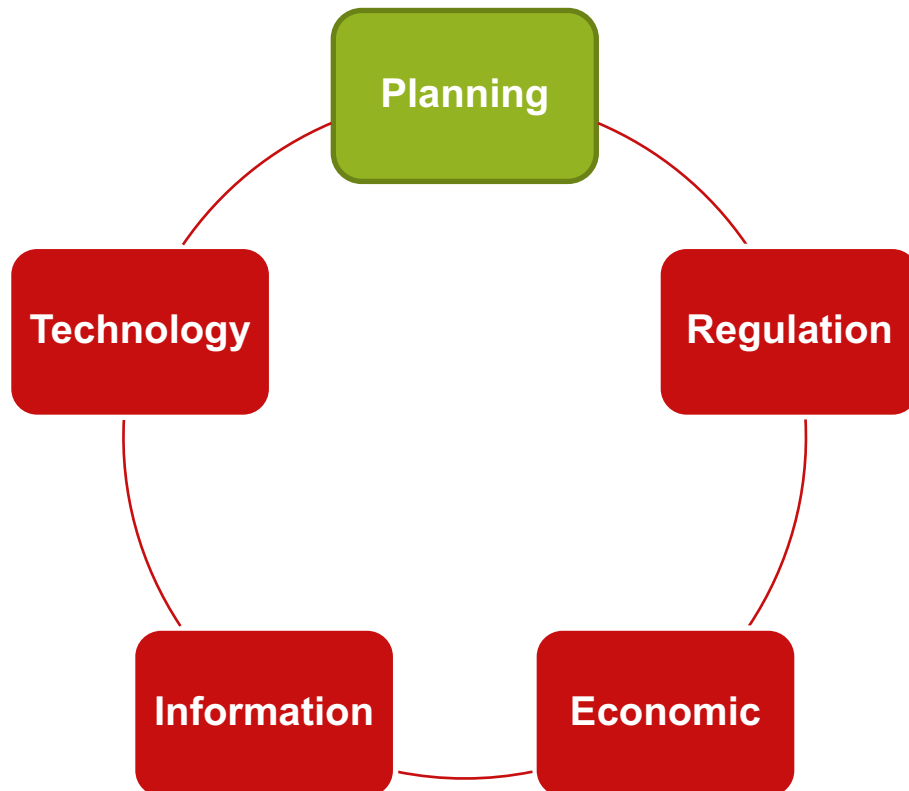 Planning
Technology
Regulation
Information
Economic